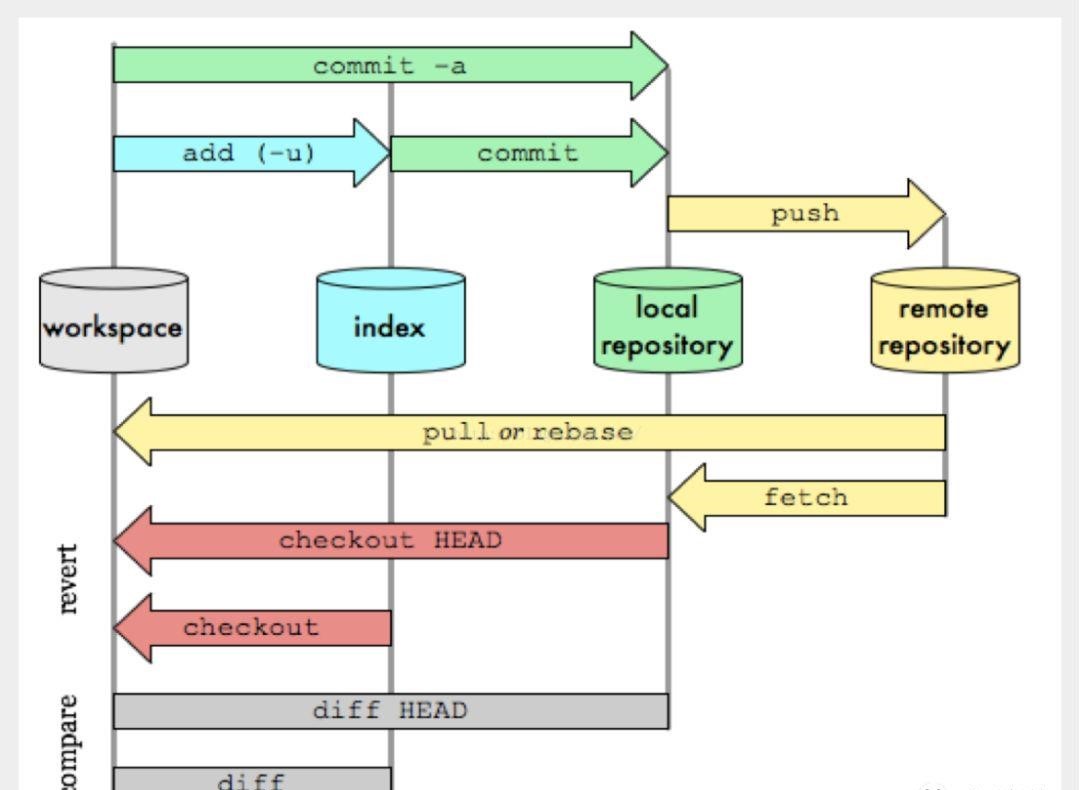 commit -a
add (-u)
commit
push
workspace
index
local
repository
remote
repository
pull or rebase
fetch
checkout HEAD
revert
checkout
diff HEAD
compare
diff